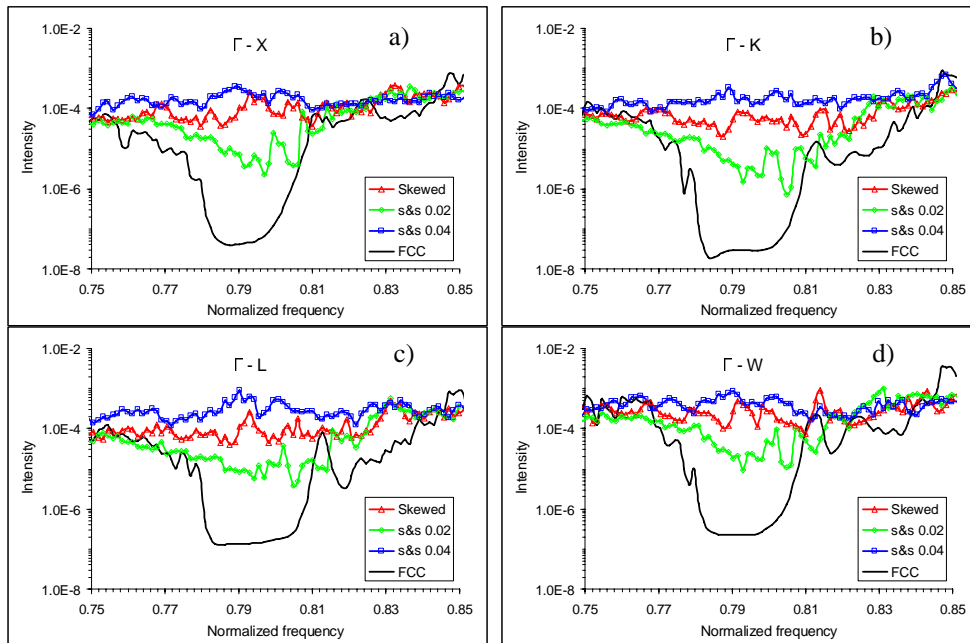 a)
Γ - X
1.0E-2
1.0E-4
1.0E-6
1.0E-8
Intensity
Skewed
s&s 0.02
s&s 0.04
FCC
0.75 0.77 0.79 0.81 0.83 0.85
Normalized frequency
b)
Γ - K
1.0E-2
1.0E-4
1.0E-6
1.0E-8
Intensity
Skewed
s&s 0.02
s&s 0.04
FCC
0.75 0.77 0.79 0.81 0.83 0.85
Normalized frequency
c)
Γ - L
1.0E-2
1.0E-4
1.0E-6
1.0E-8
Intensity
Skewed
s&s 0.02
s&s 0.04
FCC
0.75 0.77 0.79 0.81 0.83 0.85
Normalized frequency
d)
Γ - W
1.0E-2
1.0E-4
1.0E-6
1.0E-8
Intensity
Skewed
s&s 0.02
s&s 0.04
FCC
0.75 0.77 0.79 0.81 0.83 0.85
Normalized frequency